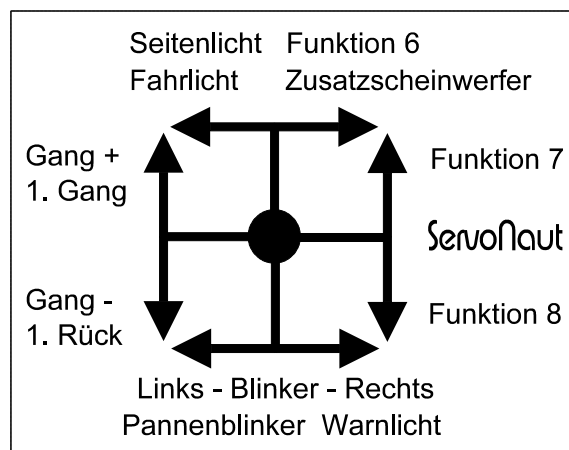 Seitenlicht Funktion 6
Fahrlicht Zusatzscheinwerfer
Gang +
1. Gang
Funktion 7
ServoNaut
Gang -
1. Rück
Funktion 8
Links - Blinker - Rechts
Pannenblinker Warnlicht